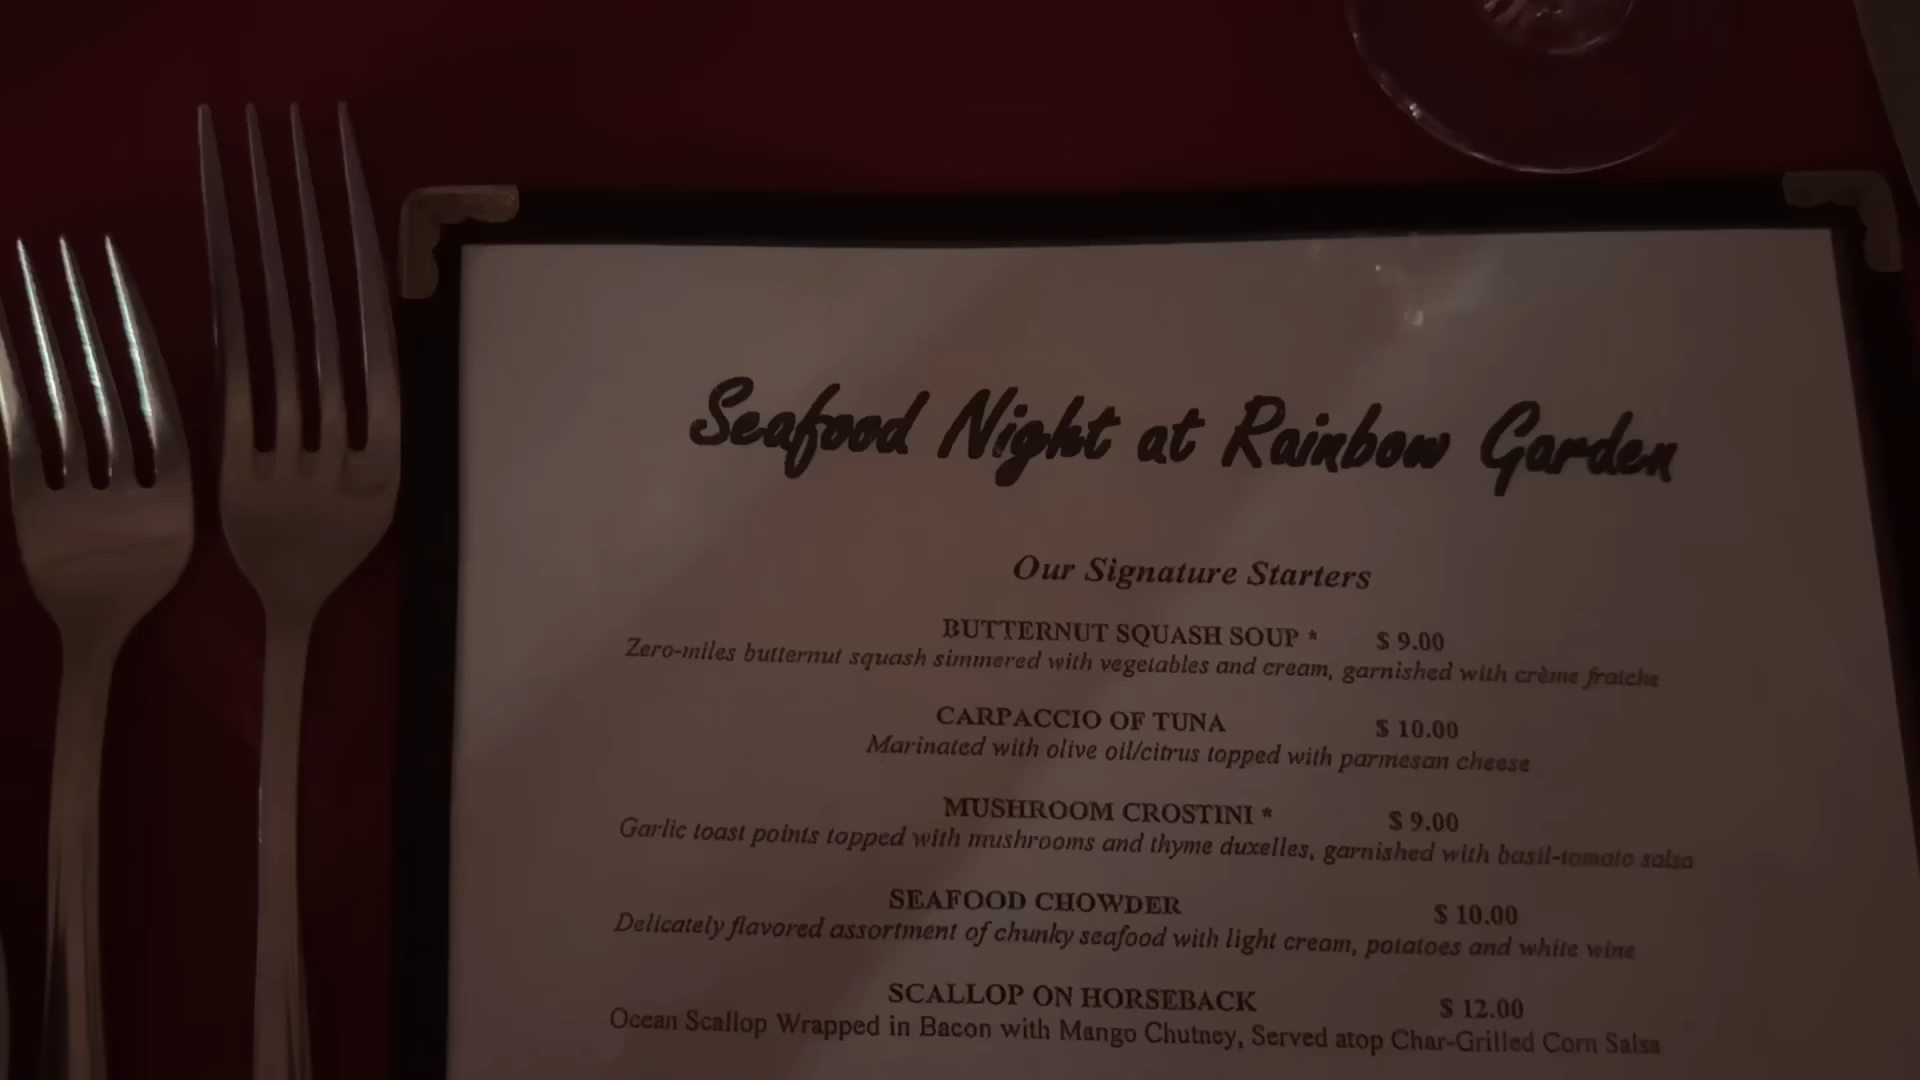 Seafood Night at Rainbow Garden
Our Signature Starters
BUTTERNUT SQUASH SOUP * $ 9.00
Zero-miles butternut squash simmered with vegetables and cream, garnished with crème fraiche
CARPACCIO OF TUNA $ 10.00
Marinated with olive oil/citrus topped with parmesan cheese
MUSHROOM CROSTINI * $ 9.00
Garlic toast points topped with mushrooms and thyme duxelles, garnished with basil-tomato salsa
SEAFOOD CHOWDER $ 10.00
Delicately flavored assortment of chunky seafood with light cream, potatoes and white wine
SCALLOP ON HORSEBACK $ 12.00
Ocean Scallop Wrapped in Bacon with Mango Chutney, Served atop Char-Grilled Corn Salsa